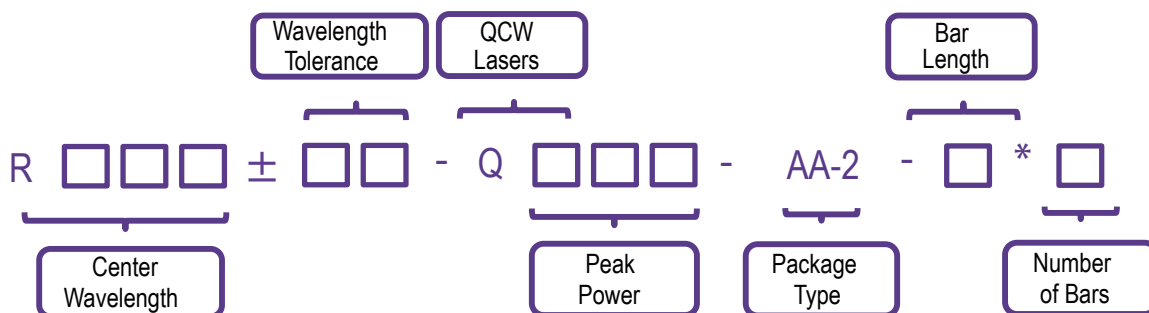 Wavelength
Tolerance
QCW
Lasers
Bar
Length
R □□□ ± □□ - Q □□□ - AA-2 - □ * □
Center
Wavelength
Peak
Power
Package
Type
Number
of Bars